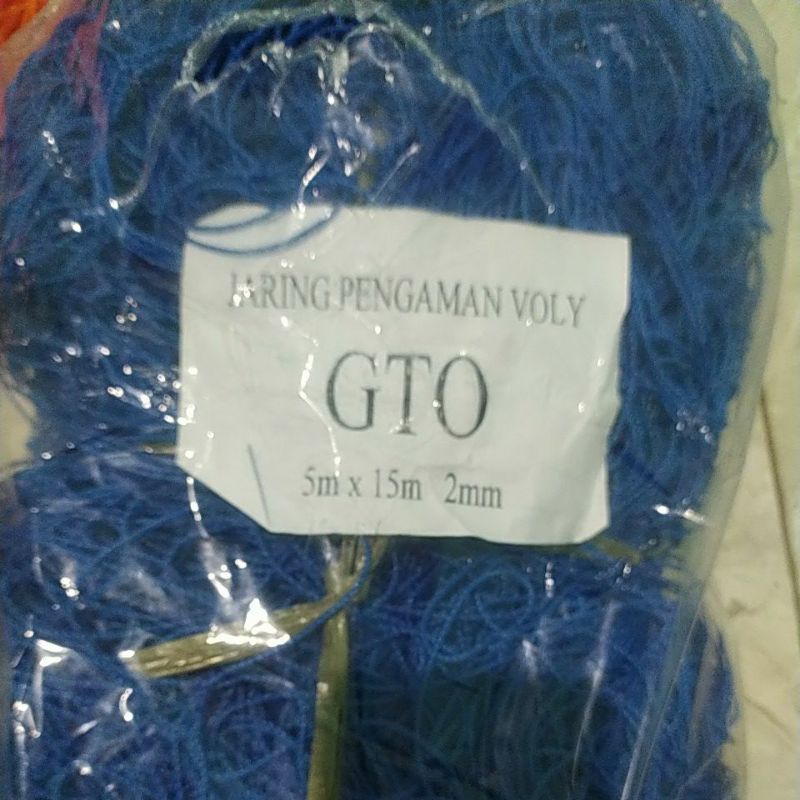 JARING PENGAMAN VOLY
GTO
5m x 15m 2mm